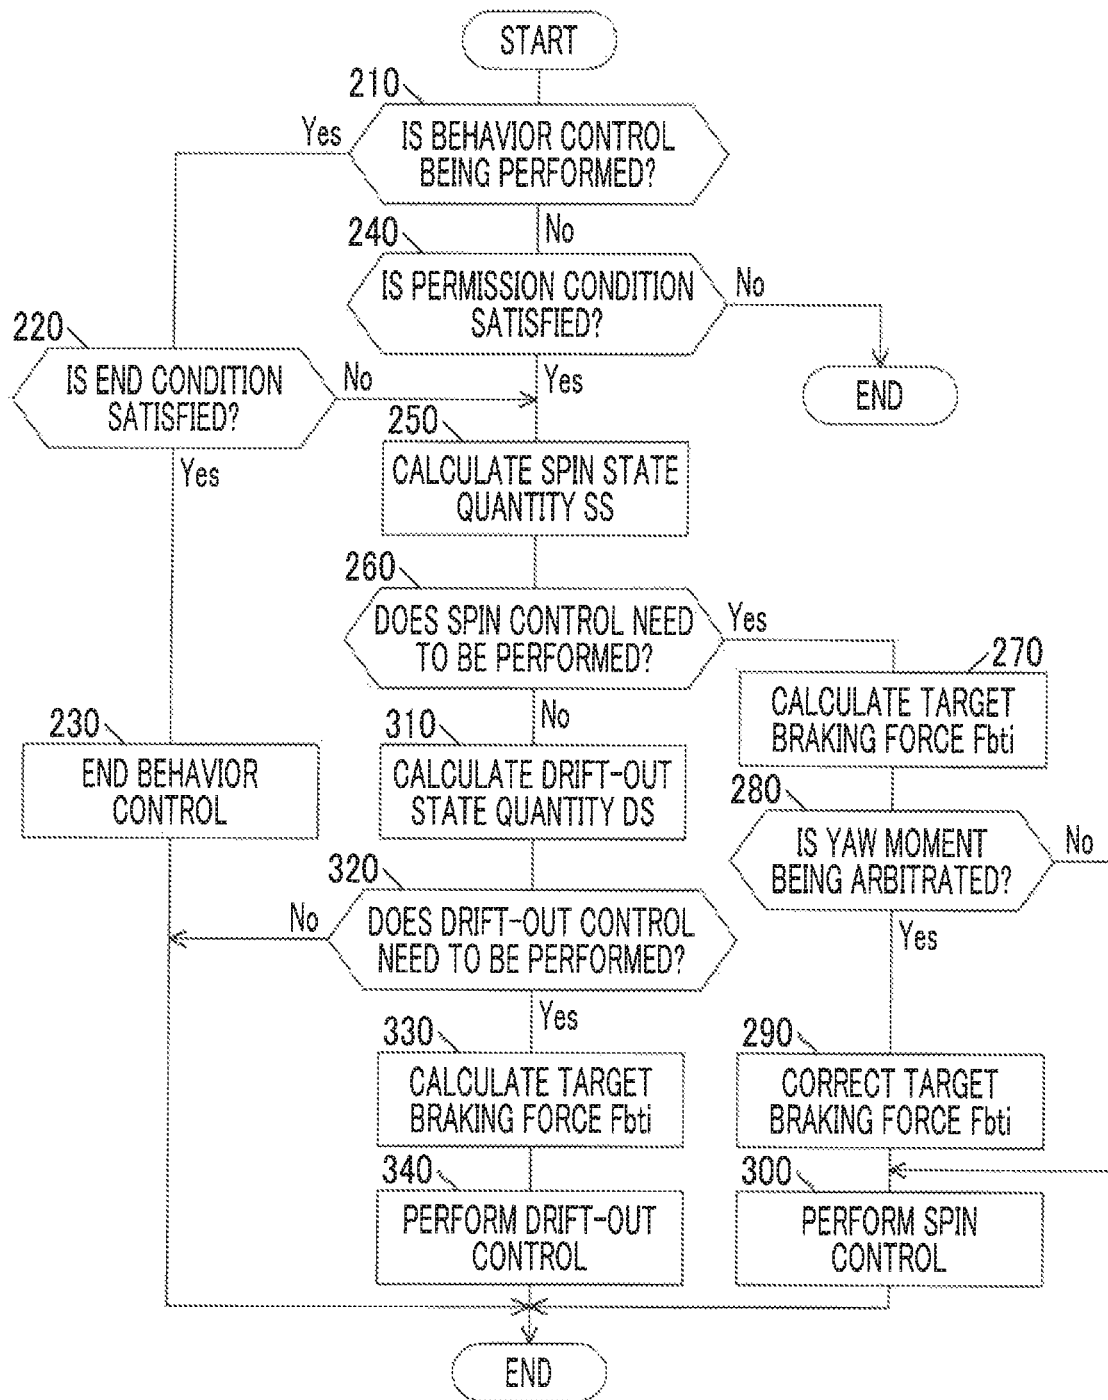 START
210
IS BEHAVIOR CONTROL
BEING PERFORMED?
Yes
No
240
IS PERMISSION CONDITION
SATISFIED?
No
Yes
END
220
IS END CONDITION
SATISFIED?
No
Yes
250
CALCULATE SPIN STATE
QUANTITY SS
260
DOES SPIN CONTROL NEED
TO BE PERFORMED?
Yes
No
270
CALCULATE TARGET
BRAKING FORCE Fbti
230
END BEHAVIOR
CONTROL
310
CALCULATE DRIFT-OUT
STATE QUANTITY DS
280
IS YAW MOMENT
BEING ARBITRATED?
No
Yes
320
DOES DRIFT-OUT CONTROL
NEED TO BE PERFORMED?
No
Yes
330
CALCULATE TARGET
BRAKING FORCE Fbti
290
CORRECT TARGET
BRAKING FORCE Fbti
340
PERFORM DRIFT-OUT
CONTROL
300
PERFORM SPIN
CONTROL
END